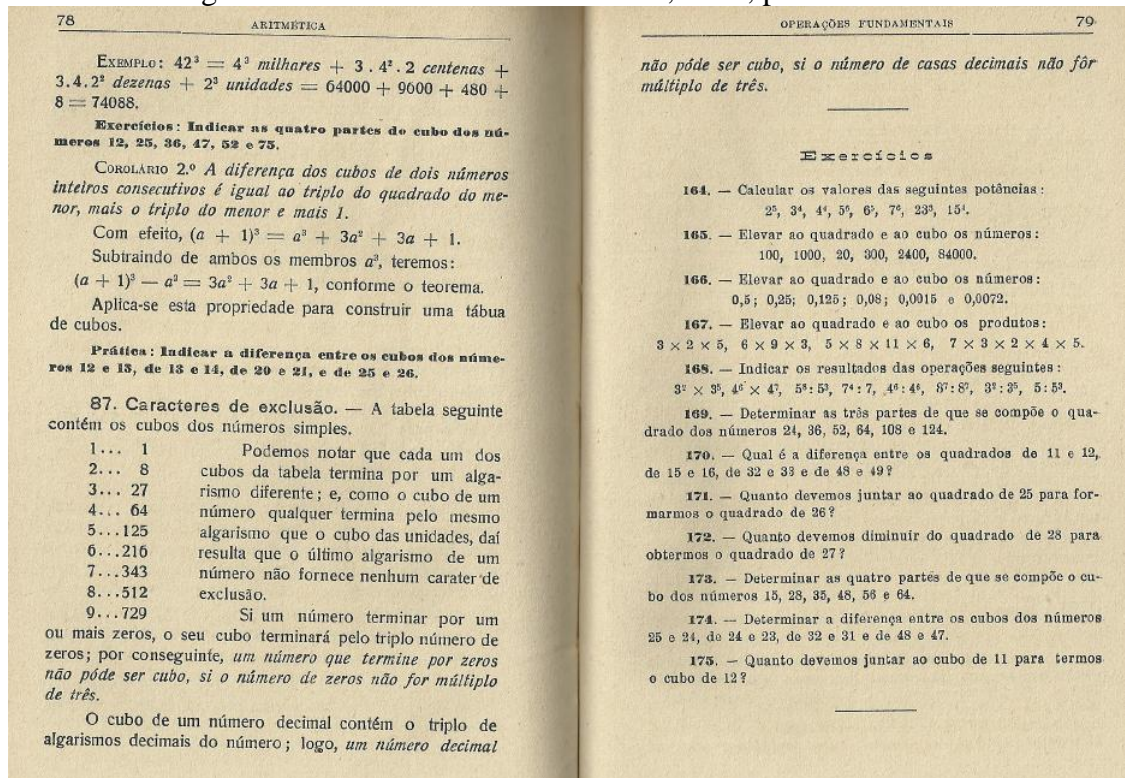 78 ARITMÉTICA
EXEMPLO: 42³ = 4³ milhares + 3 . 4² . 2 centenas +
3.4.2² dezenas + 2³ unidades = 64000 + 9600 + 480 +
8 = 74088.
Exercícios: Indicar as quatro partes do cubo dos nú-
meros 12, 25, 36, 47, 52 e 75.
COROLÁRIO 2.º A diferença dos cubos de dois números
inteiros consecutivos é igual ao triplo do quadrado do me-
nor, mais o triplo do menor e mais 1.
Com efeito, (a + 1)³ = a³ + 3a² + 3a + 1.
Subtraindo de ambos os membros a³, teremos:
(a + 1)³ — a³ = 3a² + 3a + 1, conforme o teorema.
Aplica-se esta propriedade para construir uma tábua
de cubos.
Prática: Indicar a diferença entre os cubos dos núme-
ros 12 e 13, de 13 e 14, de 20 e 21, e de 25 e 26.
87. Caracteres de exclusão. — A tabela seguinte
contém os cubos dos números simples.
1... 1 Podemos notar que cada um dos
2... 8 cubos da tabela termina por um alga-
3... 27 rismo diferente; e, como o cubo de um
4... 64 número qualquer termina pelo mesmo
5...125 algarismo que o cubo das unidades, daí
6...216 resulta que o último algarismo de um
7...343 número não fornece nenhum carater de
8...512 exclusão.
9...729 Si um número terminar por um
ou mais zeros, o seu cubo terminará pelo triplo número de
zeros; por conseguinte, um número que termine por zeros
não póde ser cubo, si o número de zeros não for múltiplo
de três.
O cubo de um número decimal contém o triplo de
algarismos decimais do número; logo, um número decimal
OPERAÇÕES FUNDAMENTAIS 79
não póde ser cubo, si o número de casas decimais não fôr
múltiplo de três.
Exercícios
164. — Calcular os valores das seguintes potências:
2⁵, 3⁴, 4⁴, 5⁶, 6⁵, 7⁶, 23³, 15⁴.
165. — Elevar ao quadrado e ao cubo os números:
100, 1000, 20, 300, 2400, 84000.
166. — Elevar ao quadrado e ao cubo os números:
0,5; 0,25; 0,125; 0,08; 0,0015 e 0,0072.
167. — Elevar ao quadrado e ao cubo os produtos:
3 × 2 × 5, 6 × 9 × 3, 5 × 8 × 11 × 6, 7 × 3 × 2 × 4 × 5.
168. — Indicar os resultados das operações seguintes:
3² × 3⁵, 4⁶ × 4⁷, 5⁸:5³, 7⁴:7, 4⁶:4⁶, 8⁷:8⁷, 3²:3⁵, 5:5³.
169. — Determinar as três partes de que se compõe o qua-
drado dos números 24, 36, 52, 64, 108 e 124.
170. — Qual é a diferença entre os quadrados de 11 e 12,
de 15 e 16, de 32 e 33 e de 48 e 49?
171. — Quanto devemos juntar ao quadrado de 25 para for-
marmos o quadrado de 26?
172. — Quanto devemos diminuír do quadrado de 28 para
obtermos o quadrado de 27?
173. — Determinar as quatro partes de que se compõe o cu-
bo dos números 15, 28, 35, 48, 56 e 64.
174. — Determinar a diferença entre os cubos dos números
25 e 24, de 24 e 23, de 32 e 31 e de 48 e 47.
175. — Quanto devemos juntar ao cubo de 11 para termos
o cubo de 12?